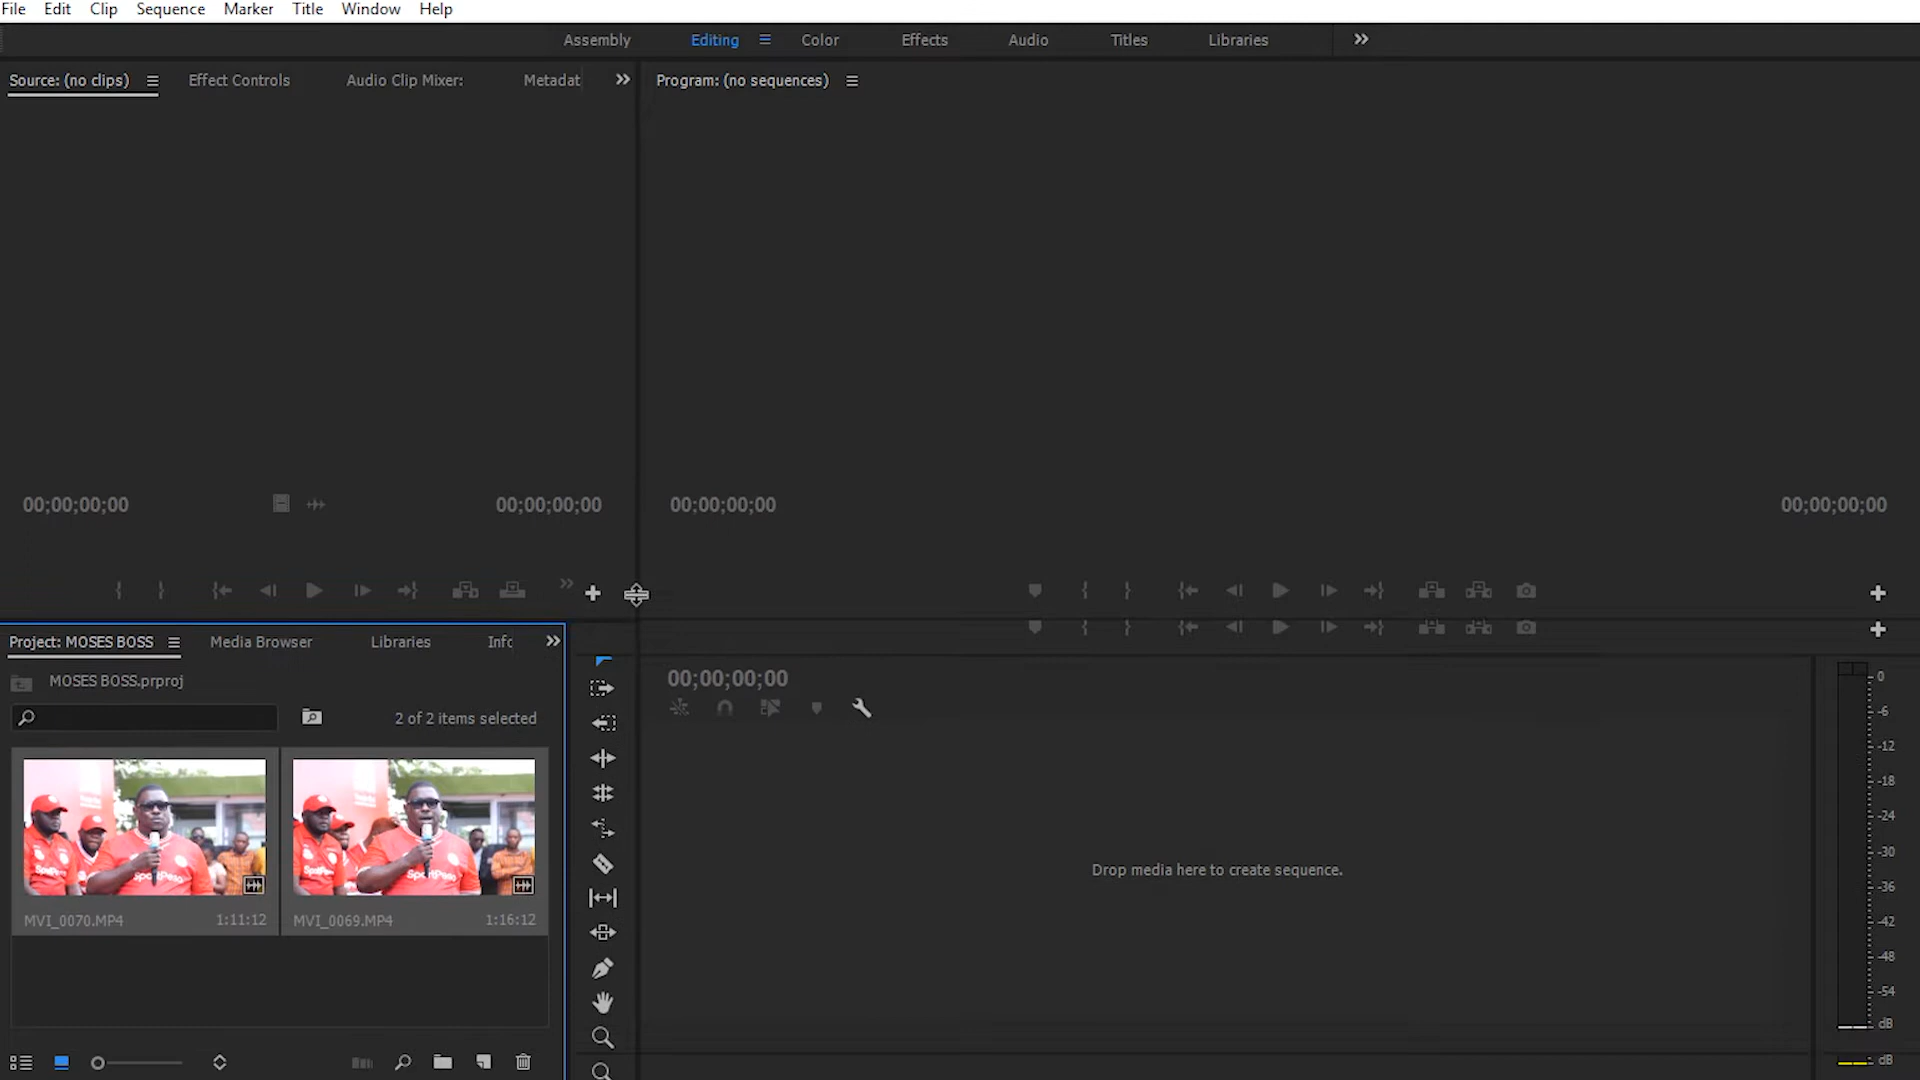 File Edit Clip Sequence Marker Title Window Help
Assembly Editing Color Effects Audio Titles Libraries
Source: (no clips) Effect Controls Audio Clip Mixer: Metadat
Program: (no sequences)
00;00;00;00 00;00;00;00 00;00;00;00 00;00;00;00
Project: MOSES BOSS Media Browser Libraries Infc
MOSES BOSS.prproj
2 of 2 items selected
SportPesa SportPesa
MVI_0070.MP4 1:11:12 MVI_0069.MP4 1:16:12
00;00;00;00
Drop media here to create sequence.
0
-6
-12
-18
-24
-30
-36
-42
-48
-54
dB
dB